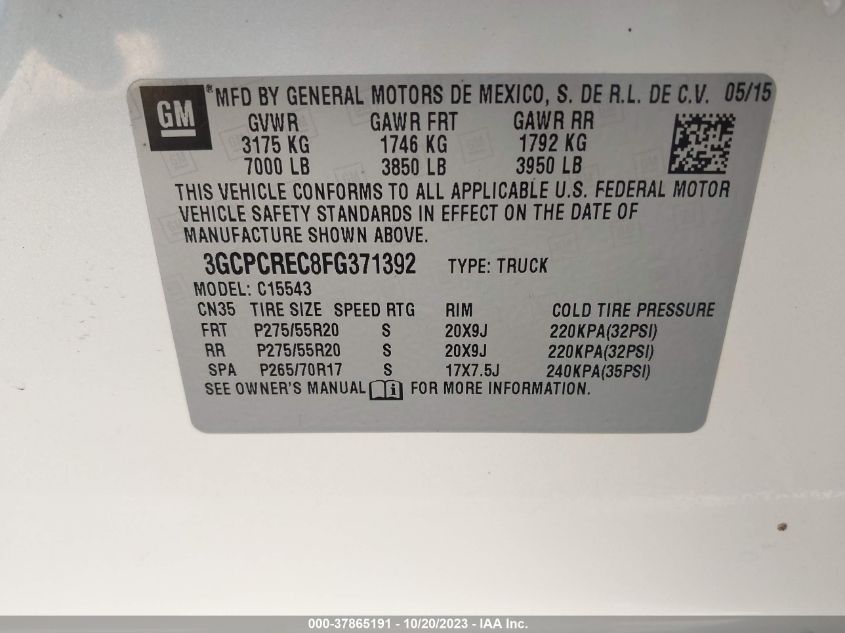 GM ® MFD BY GENERAL MOTORS DE MEXICO, S. DE R.L. DE C.V. 05/15
GVWR GAWR FRT GAWR RR
3175 KG 1746 KG 1792 KG
7000 LB 3850 LB 3950 LB
THIS VEHICLE CONFORMS TO ALL APPLICABLE U.S. FEDERAL MOTOR
VEHICLE SAFETY STANDARDS IN EFFECT ON THE DATE OF
MANUFACTURE SHOWN ABOVE.
3GCPCREC8FG371392 TYPE: TRUCK
MODEL: C15543
CN35 TIRE SIZE SPEED RTG RIM COLD TIRE PRESSURE
FRT P275/55R20 S 20X9J 220KPA(32PSI)
RR P275/55R20 S 20X9J 220KPA(32PSI)
SPA P265/70R17 S 17X7.5J 240KPA(35PSI)
SEE OWNER'S MANUAL FOR MORE INFORMATION.
000-37865191 - 10/20/2023 - IAA Inc.